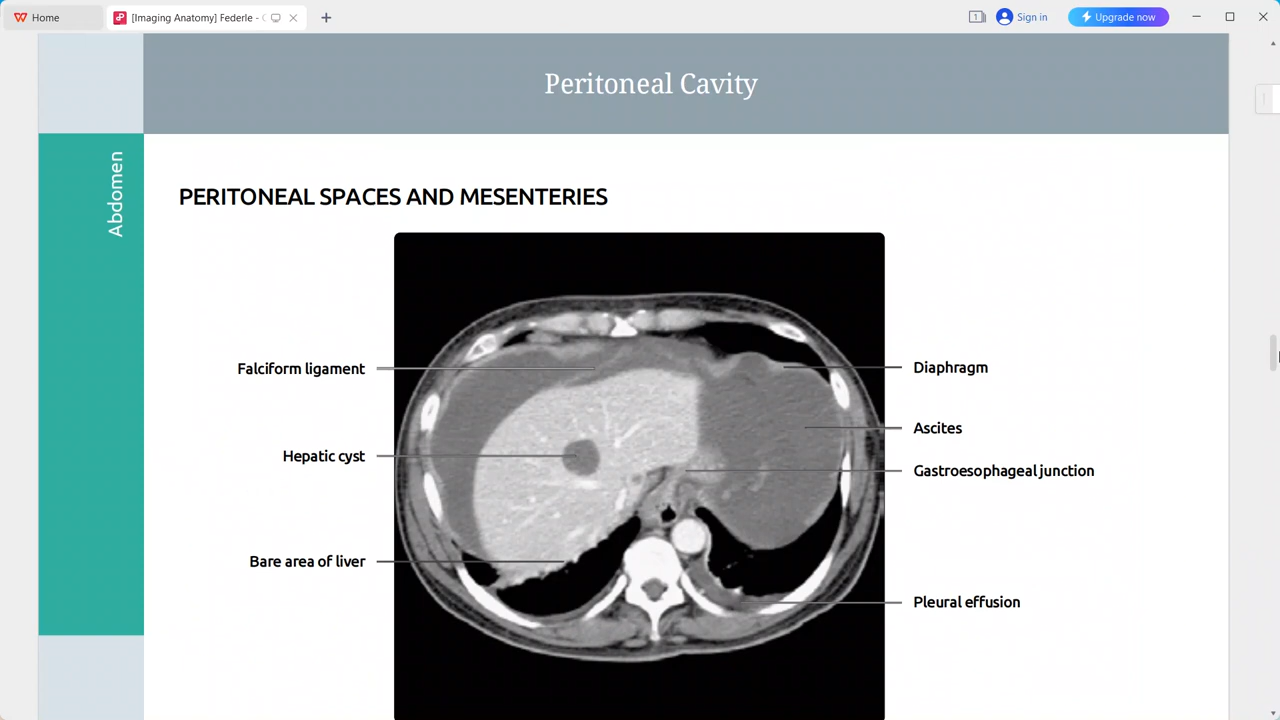 Home
[Imaging Anatomy] Federle -
1
Sign in
Upgrade now
Peritoneal Cavity
Abdomen
PERITONEAL SPACES AND MESENTERIES
Falciform ligament
Diaphragm
Ascites
Hepatic cyst
Gastroesophageal junction
Bare area of liver
Pleural effusion